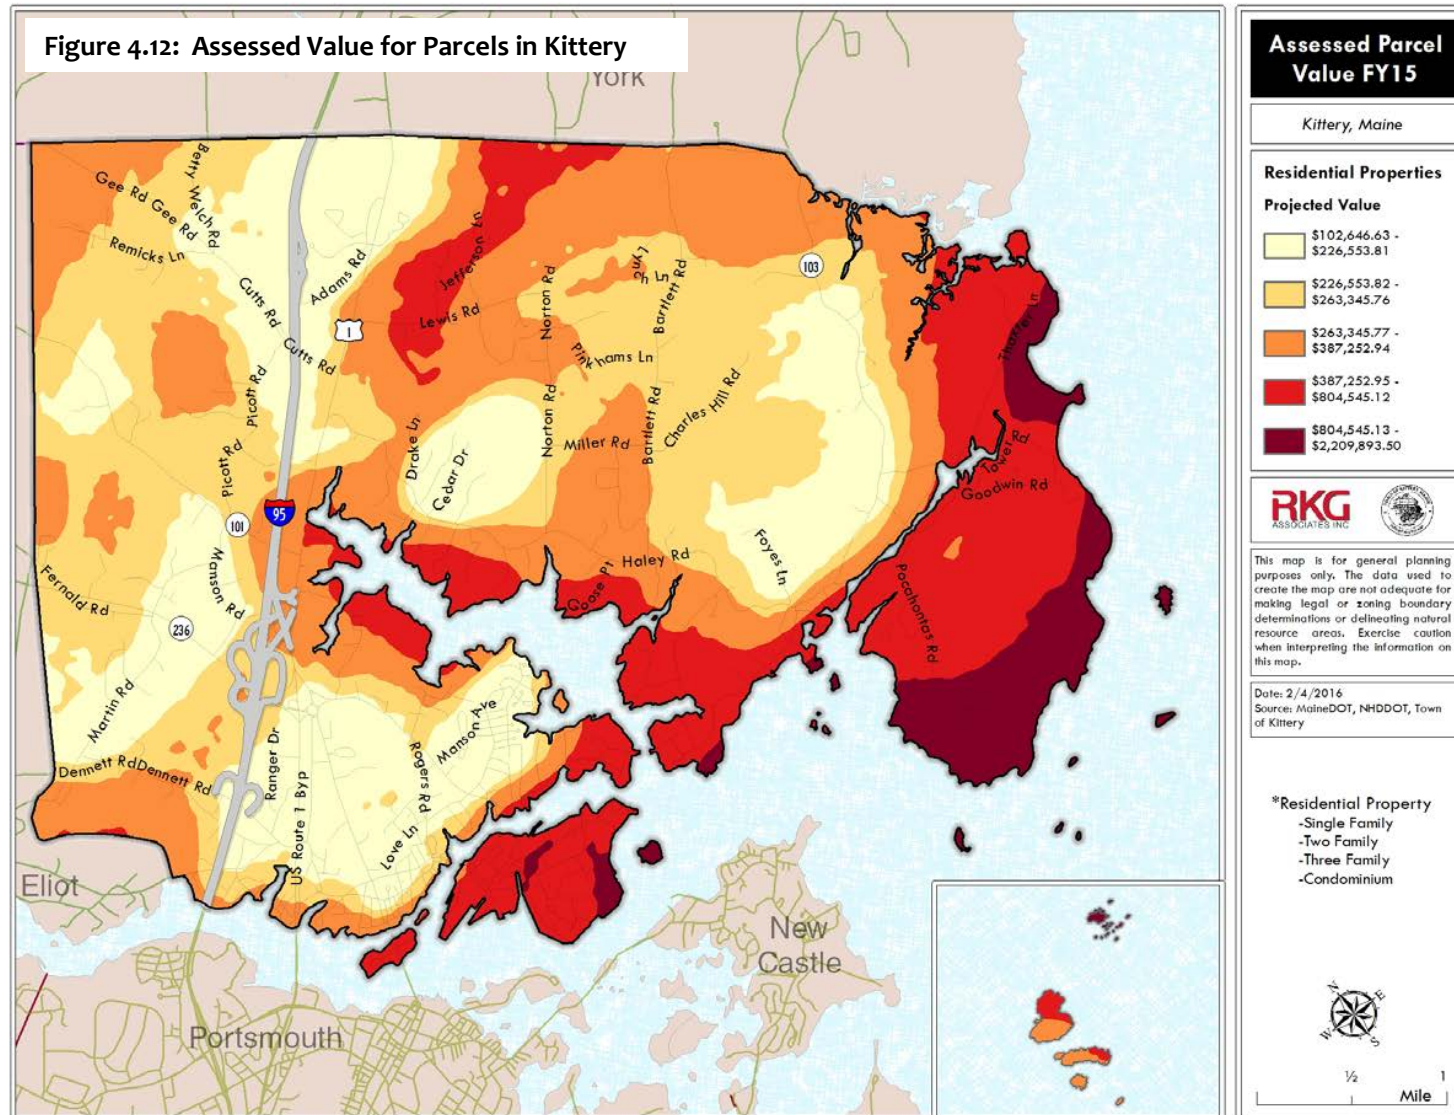 Figure 4.12: Assessed Value for Parcels in Kittery
York
Betty Welch Rd
Gee Rd Gee Rd
Remicks Ln
Cutts Rd
Adams Rd
Cutts Rd
1
Jefferson Ln
Lewis Rd
Norton Rd
Lynch Ln
Bartlett Rd
103
Pinkhams Ln
Thaxter Ln
Picott Rd
Picott Rd
Drake Ln
Cedar Dr
Norton Rd
Miller Rd
Bartlett Rd
Charles Hill Rd
Tower Rd
Goodwin Rd
95
101
Manson Rd
Fernald Rd
236
Martin Rd
Goose Pt
Haley Rd
Foyes Ln
Pocahontas Rd
Dennett Rd Dennett Rd
Ranger Dr
US Route 1 Byp
Rogers Rd
Manson Ave
Love Ln
Eliot
New
Castle
Portsmouth
Assessed Parcel
Value FY15
Kittery, Maine
Residential Properties
Projected Value
$102,646.63 -
$226,553.81
$226,553.82 -
$263,345.76
$263,345.77 -
$387,252.94
$387,252.95 -
$804,545.12
$804,545.13 -
$2,209,893.50
RKG
ASSOCIATES INC
This map is for general planning
purposes only. The data used to
create the map are not adequate for
making legal or zoning boundary
determinations or delineating natural
resource areas. Exercise caution
when interpreting the information on
this map.
Date: 2/4/2016
Source: MaineDOT, NHDDOT, Town
of Kittery
*Residential Property
-Single Family
-Two Family
-Three Family
-Condominium
N
E
W
S
½
1
Mile